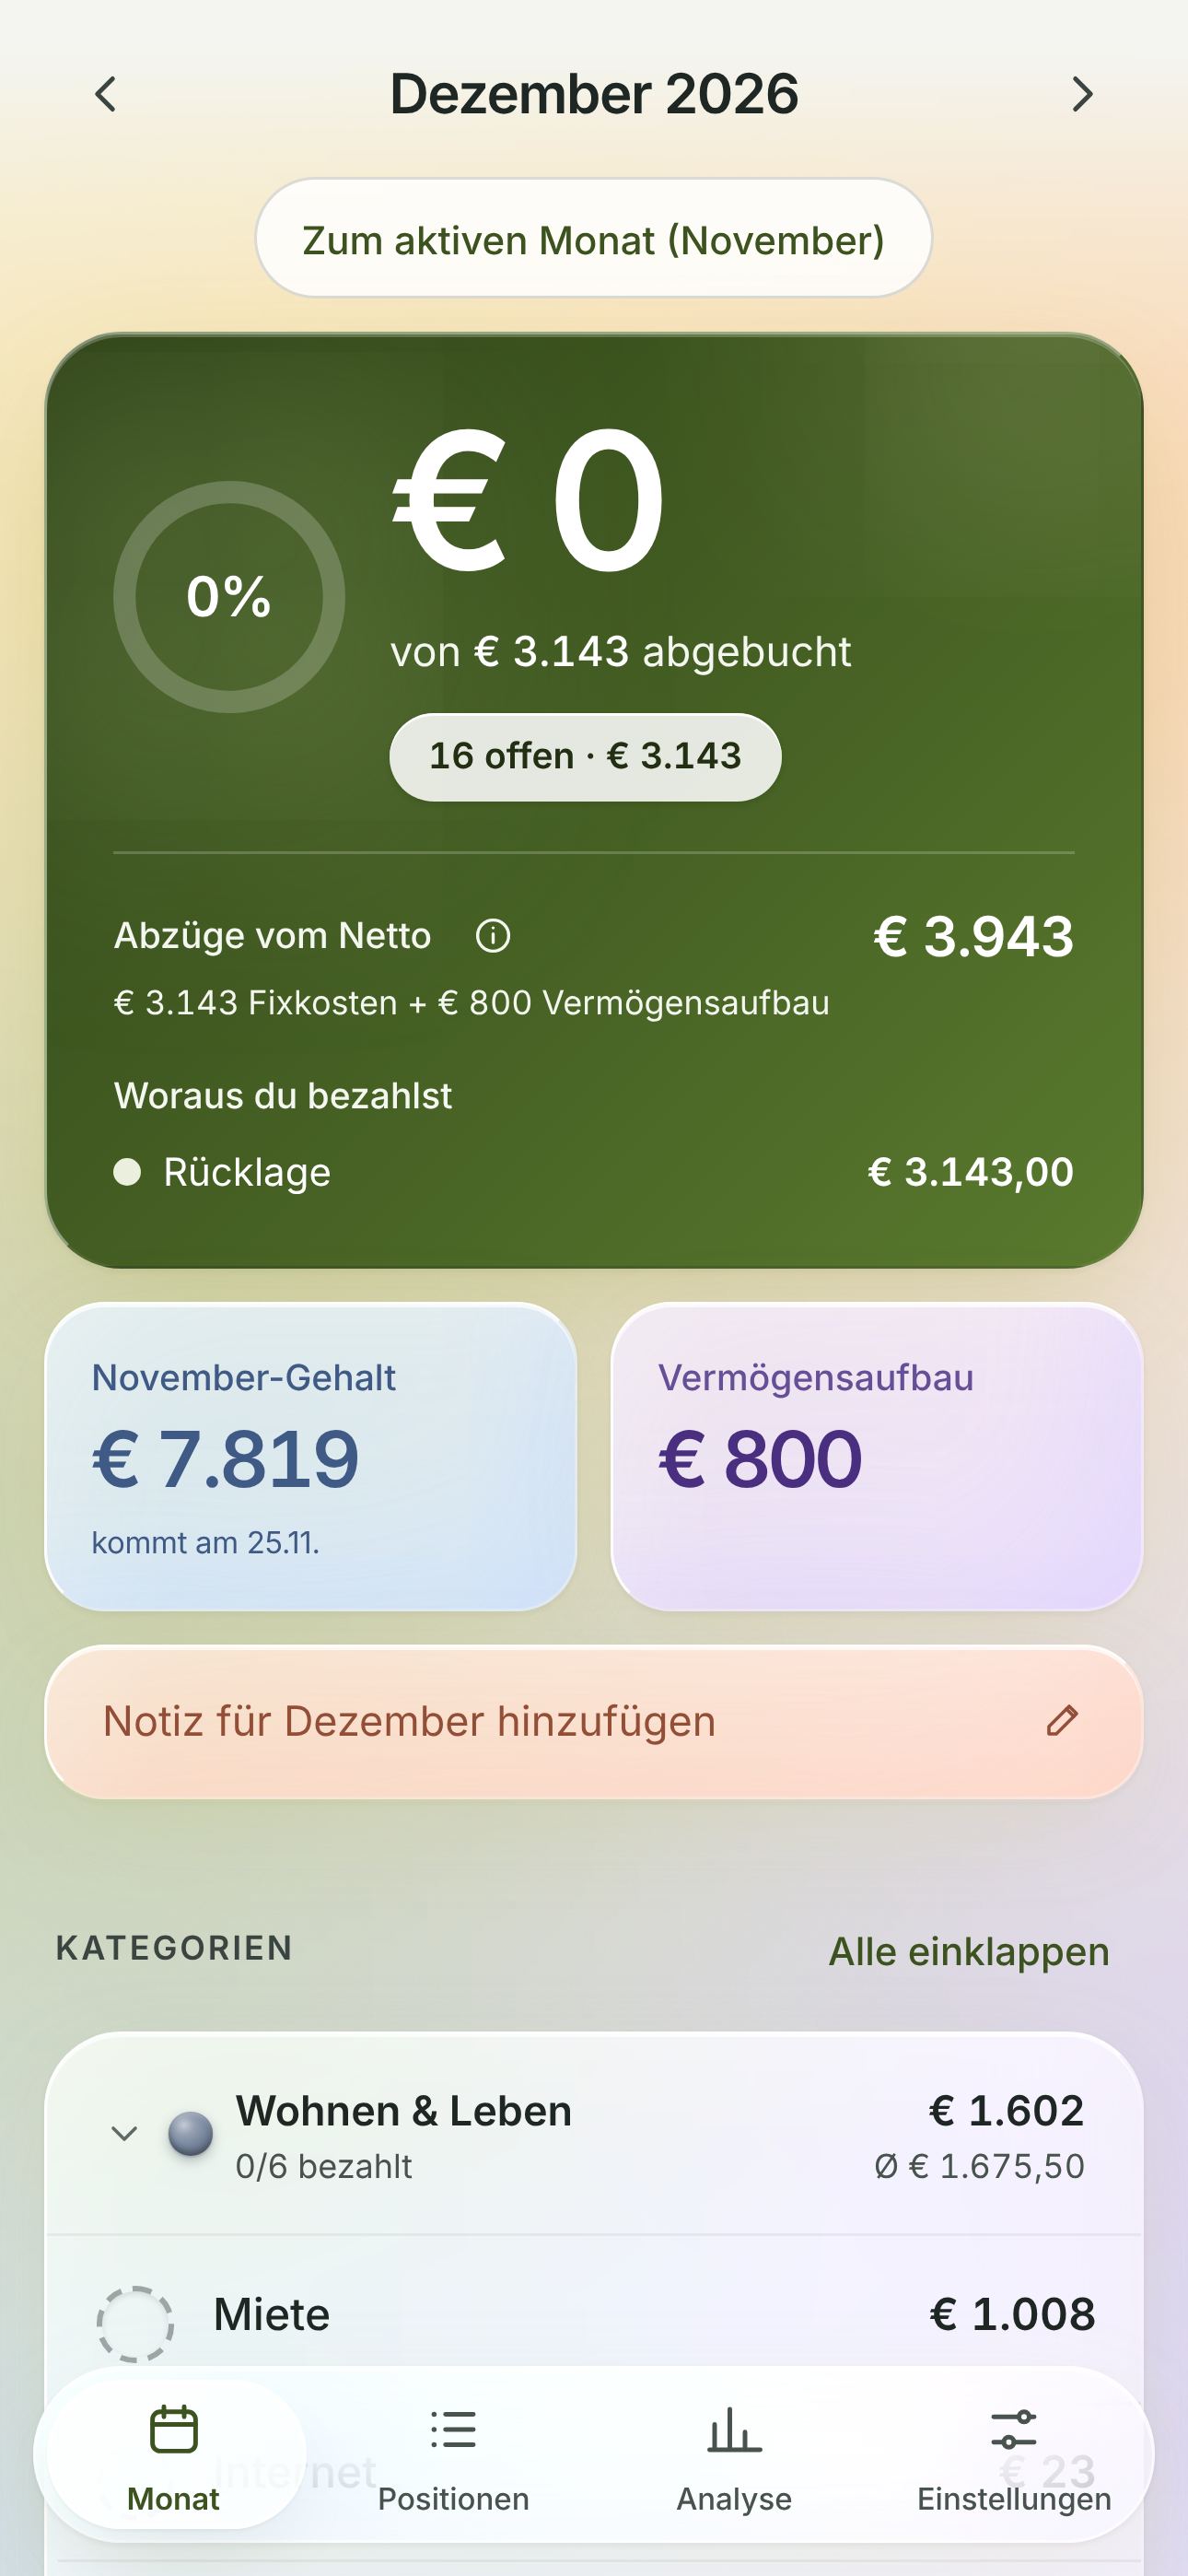 Dezember 2026
Zum aktiven Monat (November)
€ 0
0%
von € 3.143 abgebucht
16 offen · € 3.143
Abzüge vom Netto € 3.943
€ 3.143 Fixkosten + € 800 Vermögensaufbau
Woraus du bezahlst
Rücklage € 3.143,00
November-Gehalt
€ 7.819
kommt am 25.11.
Vermögensaufbau
€ 800
Notiz für Dezember hinzufügen
KATEGORIEN Alle einklappen
Wohnen & Leben € 1.602
0/6 bezahlt Ø € 1.675,50
Miete € 1.008
Internet € 23
Monat Positionen Analyse Einstellungen